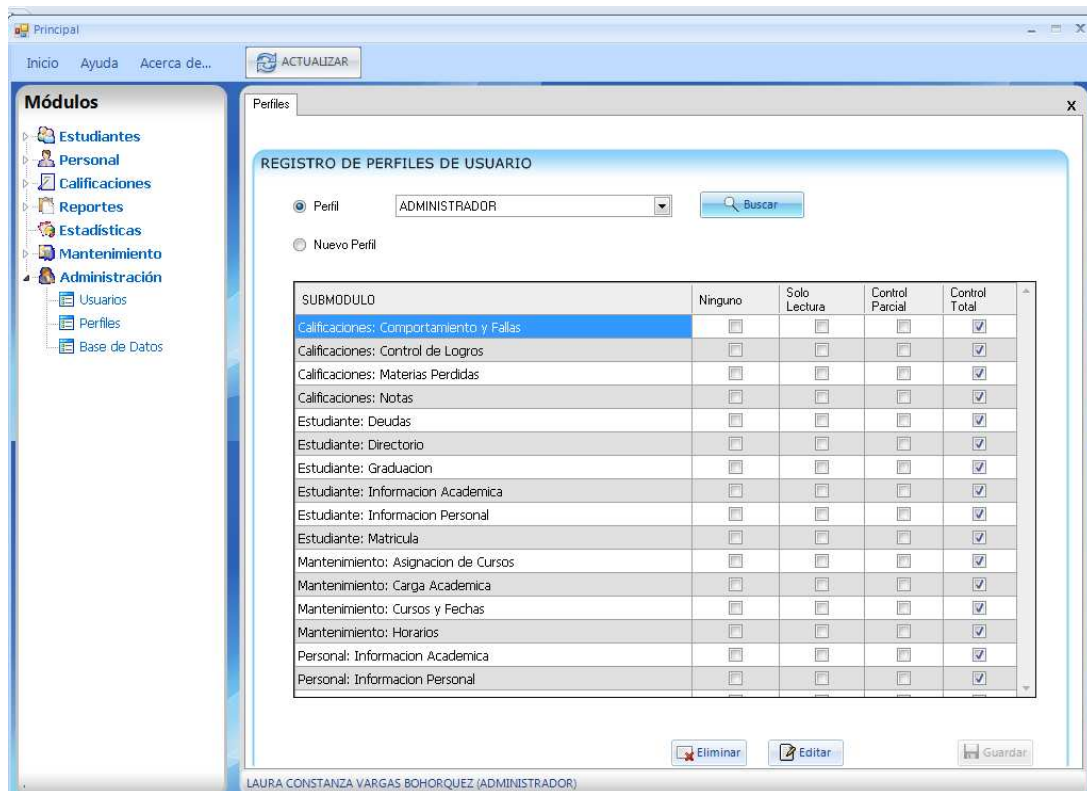 Principal
Inicio Ayuda Acerca de... ACTUALIZAR
Módulos
Estudiantes
Personal
Calificaciones
Reportes
Estadísticas
Mantenimiento
Administración
Usuarios
Perfiles
Base de Datos
Perfiles X
REGISTRO DE PERFILES DE USUARIO
Perfil ADMINISTRADOR Buscar
Nuevo Perfil
SUBMODULO Ninguno Solo Lectura Control Parcial Control Total
Calificaciones: Comportamiento y Fallas
Calificaciones: Control de Logros
Calificaciones: Materias Perdidas
Calificaciones: Notas
Estudiante: Deudas
Estudiante: Directorio
Estudiante: Graduacion
Estudiante: Informacion Academica
Estudiante: Informacion Personal
Estudiante: Matricula
Mantenimiento: Asignacion de Cursos
Mantenimiento: Carga Academica
Mantenimiento: Cursos y Fechas
Mantenimiento: Horarios
Personal: Informacion Academica
Personal: Informacion Personal
Eliminar Editar Guardar
LAURA CONSTANZA VARGAS BOHORQUEZ (ADMINISTRADOR)